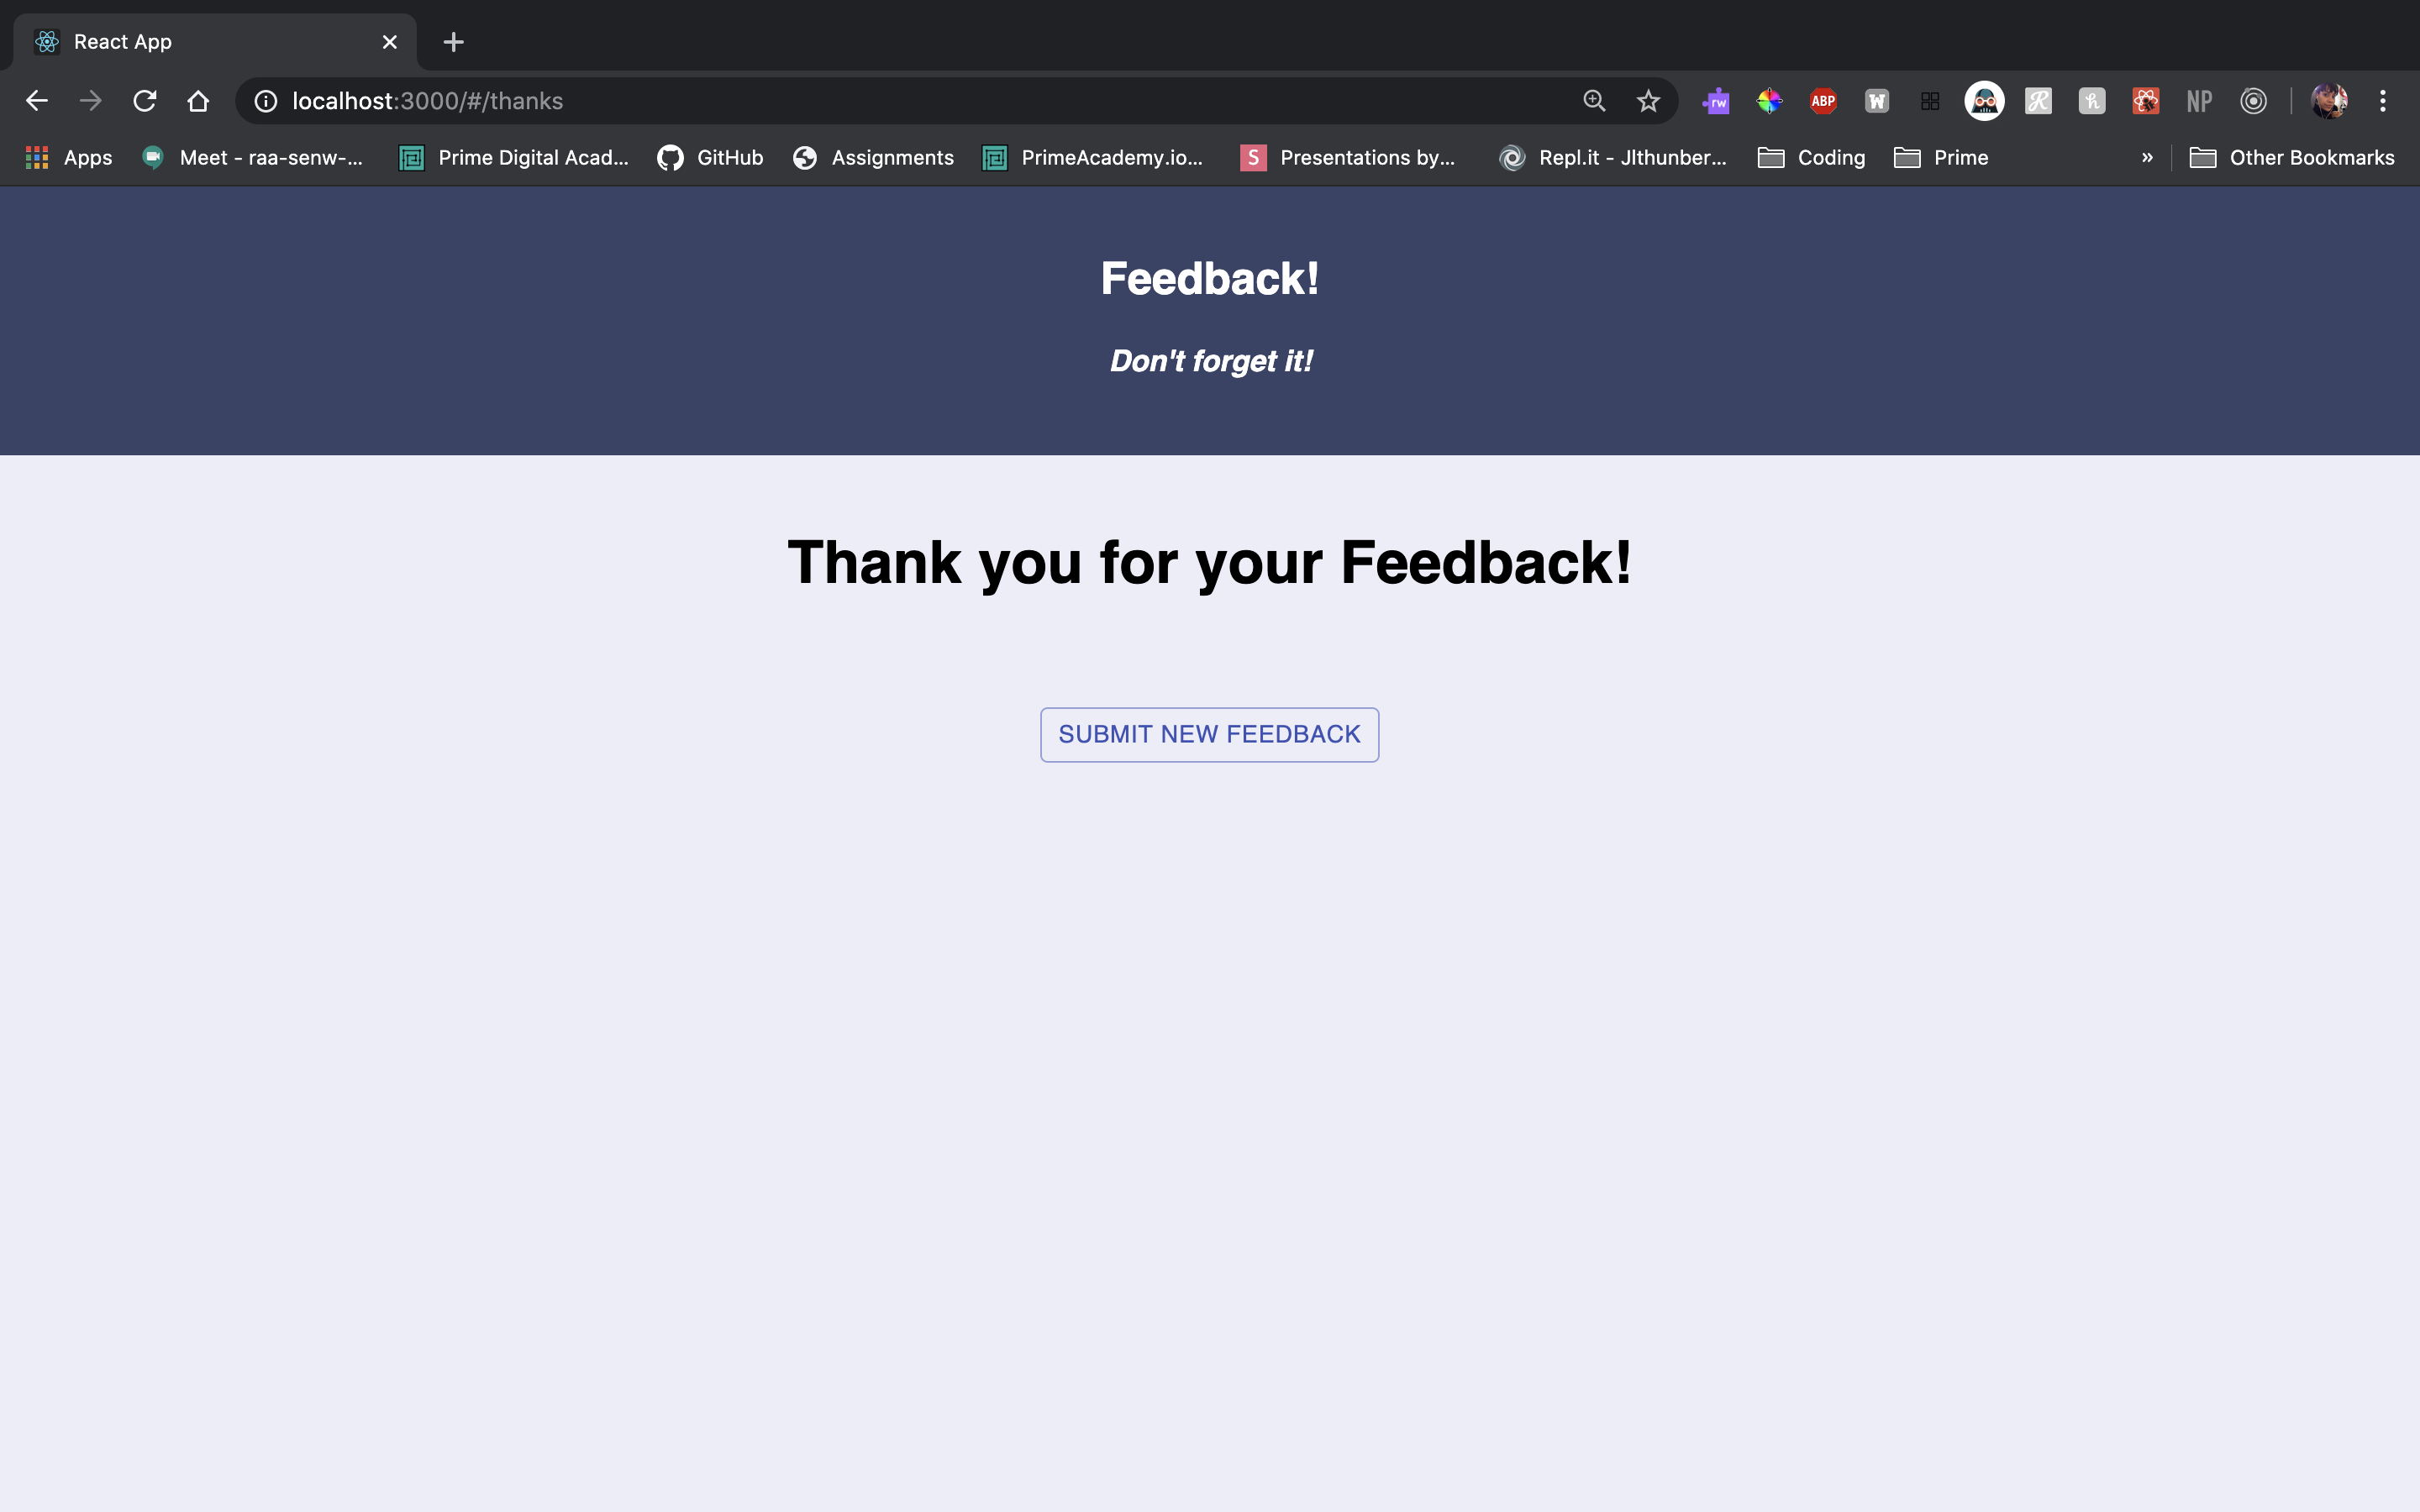 React App
localhost:3000/#/thanks
rw ABP W R h NP
Apps Meet - raa-senw-... Prime Digital Acad... GitHub Assignments PrimeAcademy.io... S Presentations by... Repl.it - Jlthunber... Coding Prime » Other Bookmarks
Feedback!
Don't forget it!
Thank you for your Feedback!
SUBMIT NEW FEEDBACK